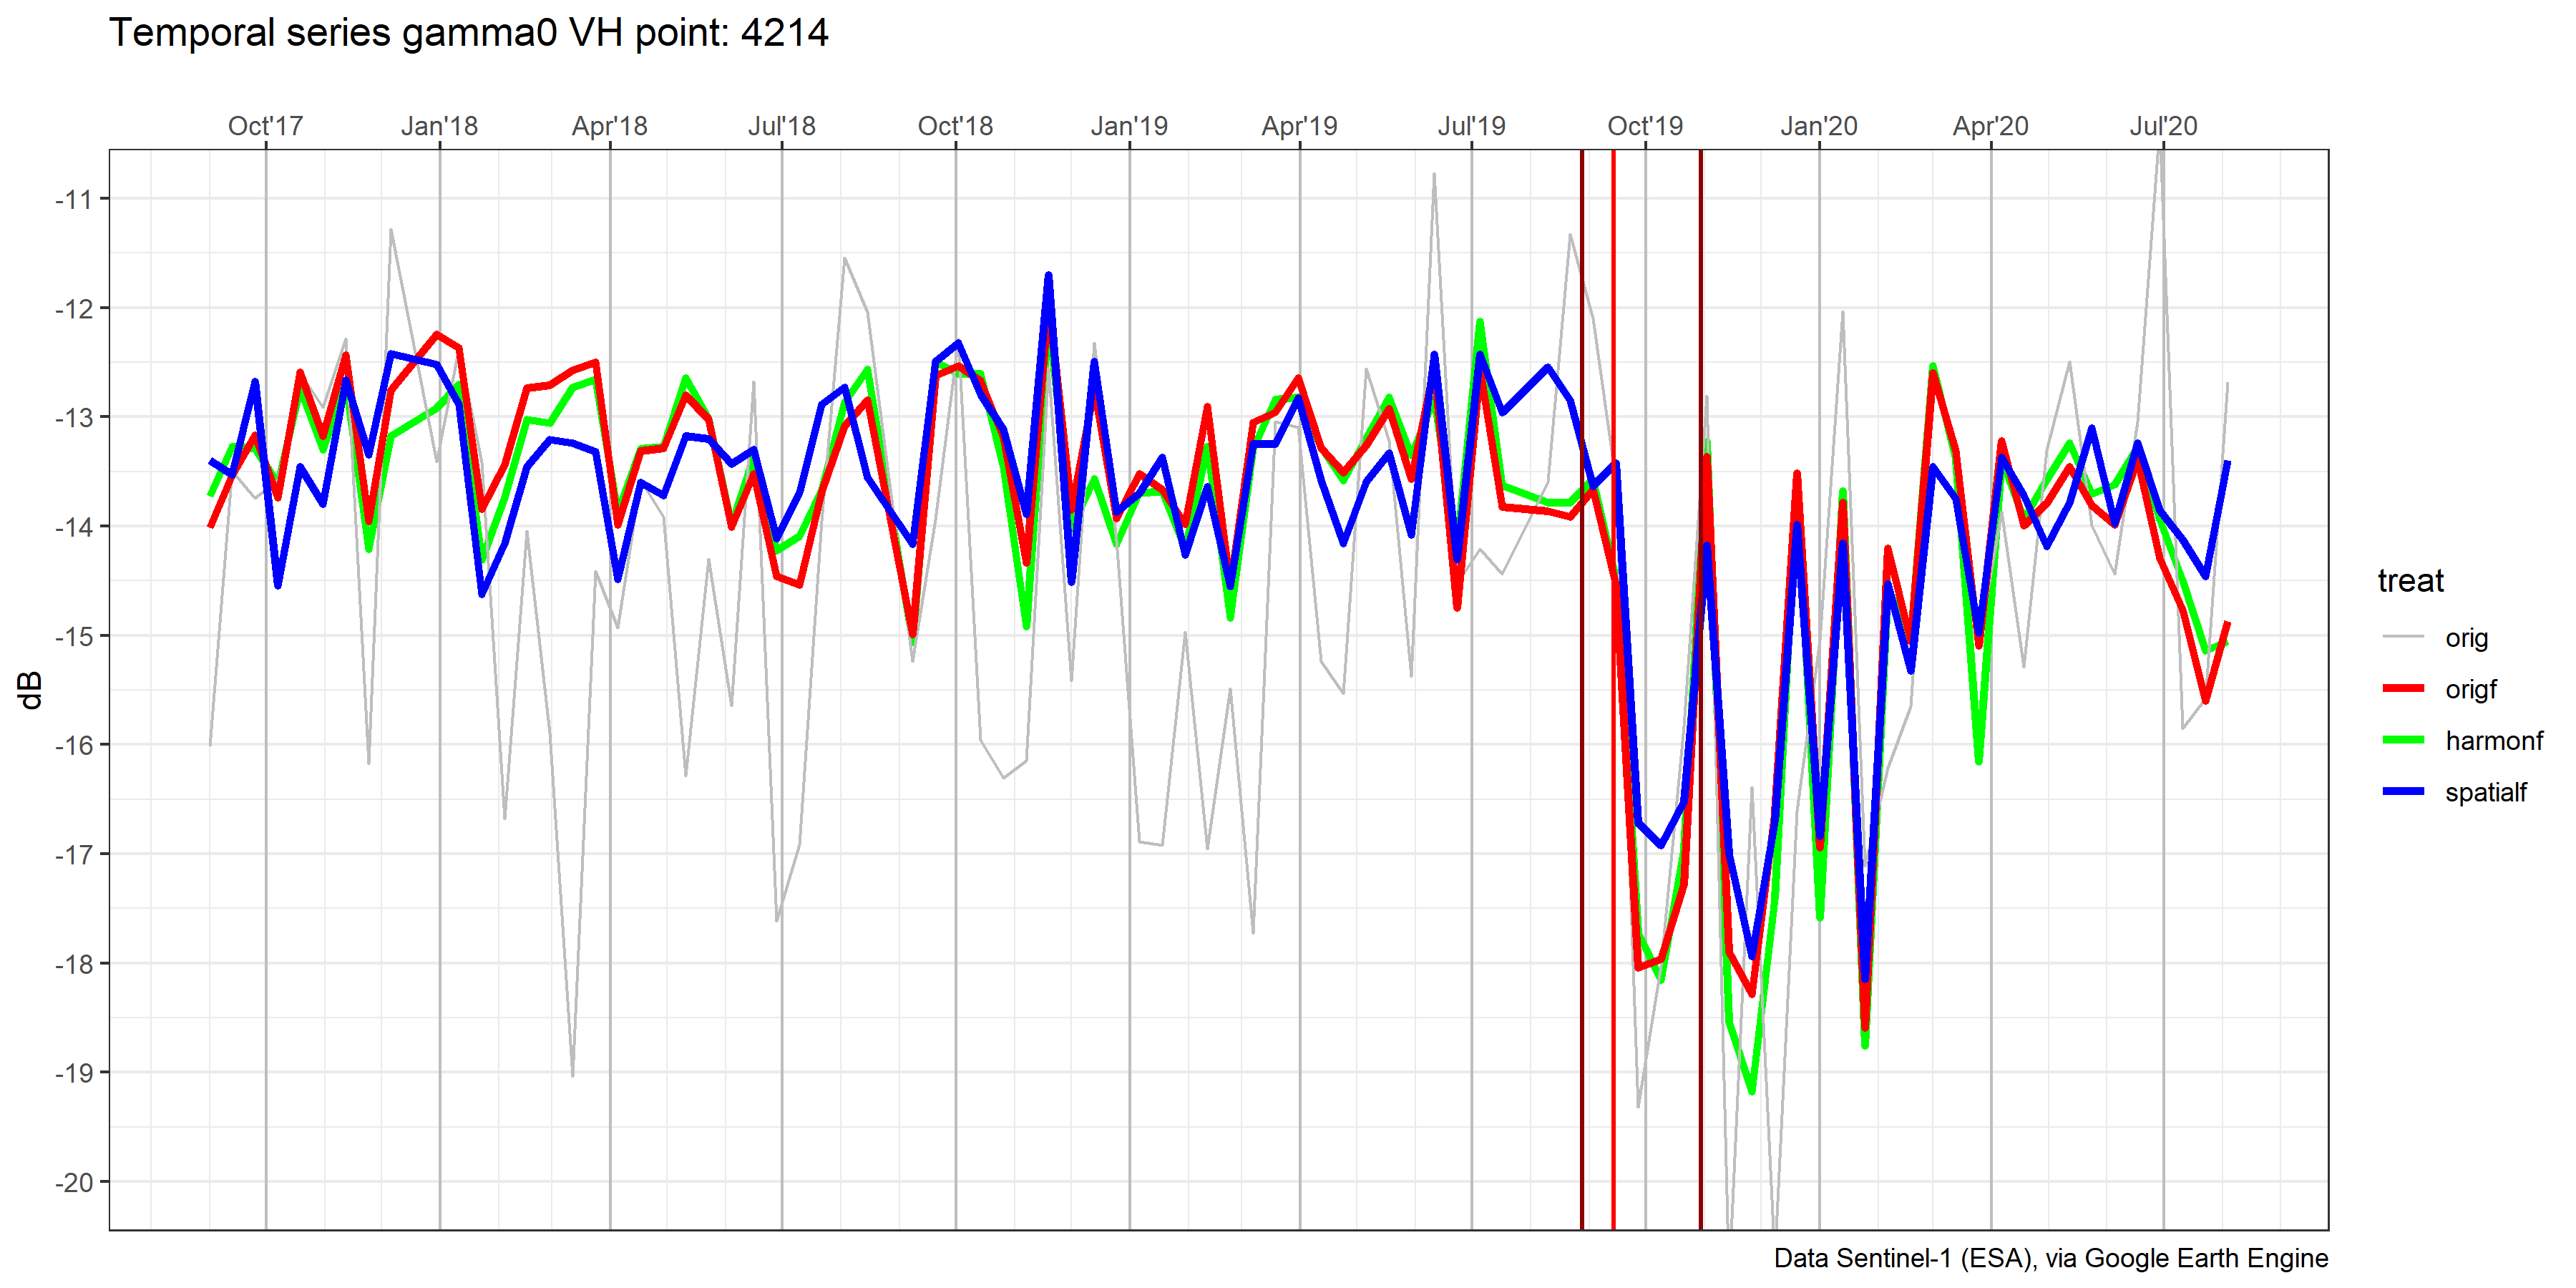 Temporal series gamma0 VH point: 4214
Oct'17 Jan'18 Apr'18 Jul'18 Oct'18 Jan'19 Apr'19 Jul'19 Oct'19 Jan'20 Apr'20 Jul'20
-11
-12
-13
-14
-15
-16
-17
-18
-19
-20
dB
treat
orig
origf
harmonf
spatialf
Data Sentinel-1 (ESA), via Google Earth Engine